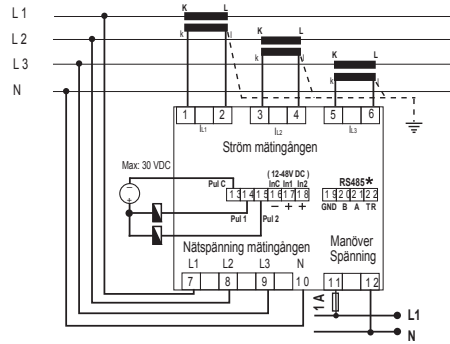 L 1
K L
L 2
k l
K L
L 3
k l
K L
N
k l
1 2 3 4 5 6
IL1 IL2 IL3
Ström mätingången
Max: 30 VDC
( 12-48V DC )
InC In1 In2
RS485*
Pul C
13 14 15 16 17 18
19 20 21 22
− + +
GND B A TR
Pul 1
Pul 2
Nätspänning mätingången
Manöver
Spänning
L1 L2 L3 N
7 8 9 10 11 12
1 A
L1
N